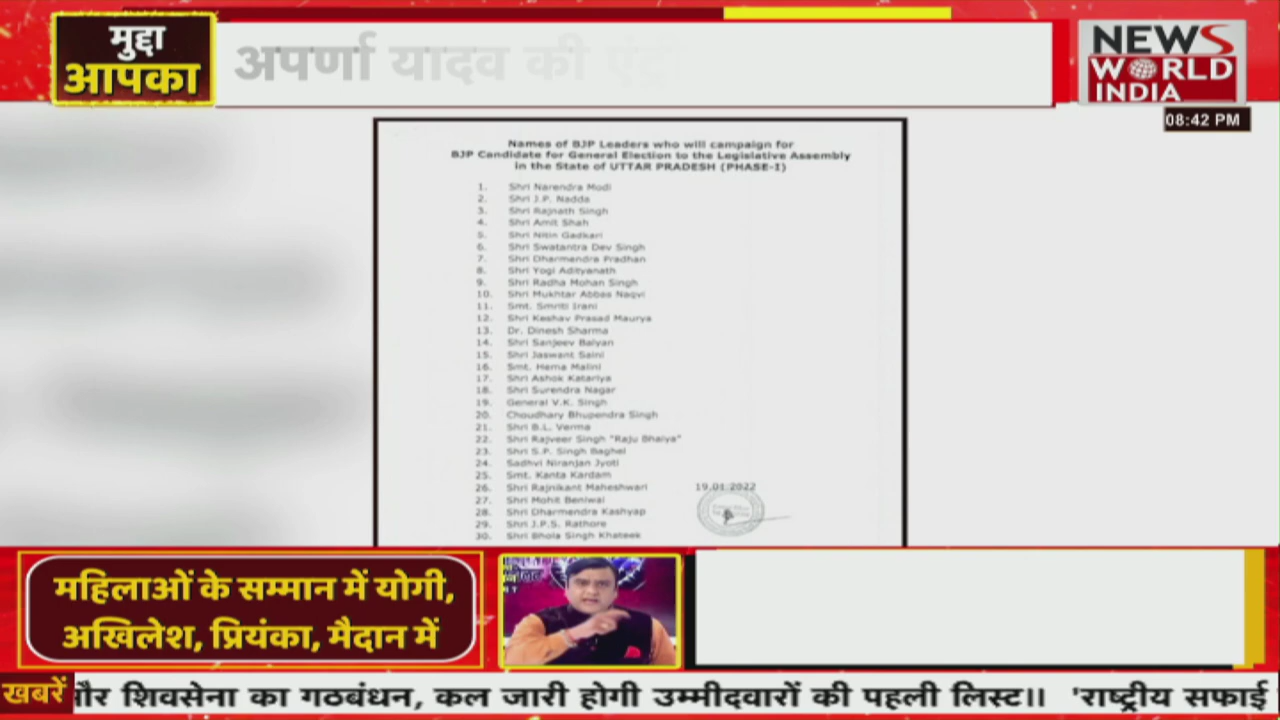 मुद्दा
आपका
अपर्णा यादव की एंट्री
NEWS
WORLD
INDIA
08:42 PM
Names of BJP Leaders who will campaign for
BJP Candidate for General Election to the Legislative Assembly
in the State of UTTAR PRADESH (PHASE-I)
1. Shri Narendra Modi
2. Shri J.P. Nadda
3. Shri Rajnath Singh
4. Shri Amit Shah
5. Shri Nitin Gadkari
6. Shri Swatantra Dev Singh
7. Shri Dharmendra Pradhan
8. Shri Yogi Adityanath
9. Shri Radha Mohan Singh
10. Shri Mukhtar Abbas Naqvi
11. Smt. Smriti Irani
12. Shri Keshav Prasad Maurya
13. Dr. Dinesh Sharma
14. Shri Sanjeev Balyan
15. Shri Jaswant Saini
16. Smt. Hema Malini
17. Shri Ashok Katariya
18. Shri Surendra Nagar
19. General V.K. Singh
20. Choudhary Bhupendra Singh
21. Shri B.L. Verma
22. Shri Rajveer Singh "Raju Bhaiya"
23. Shri S.P. Singh Baghel
24. Sadhvi Niranjan Jyoti
25. Smt. Kanta Kardam
26. Shri Rajnikant Maheshwari
27. Shri Mohit Beniwal
28. Shri Dharmendra Kashyap
29. Shri J.P.S. Rathore
30. Shri Bhola Singh Khateek
19.01.2022
महिलाओं के सम्मान में योगी,
अखिलेश, प्रियंका, मैदान में
खबरें
और शिवसेना का गठबंधन, कल जारी होगी उम्मीदवारों की पहली लिस्ट।। 'राष्ट्रीय सफाई